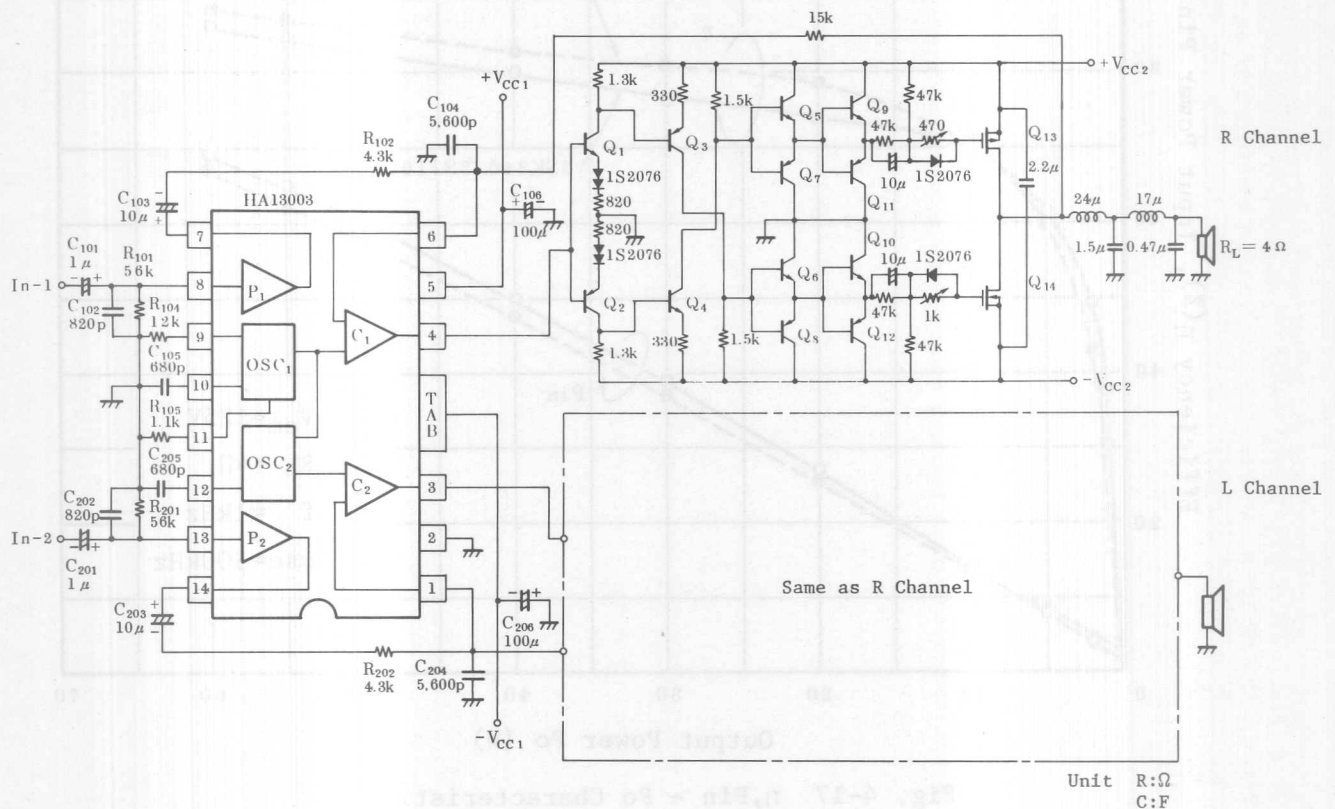 15k
+VCC2
+VCC1
1.3k
330
1.5k
Q5
Q9
47k
47k
470
Q13
R Channel
C104
5,600p
R102
4.3k
Q1
Q3
1S2076
820
820
1S2076
Q7
10μ
1S2076
Q11
2.2μ
C103
10μ
HA13003
C106
100μ
24μ
17μ
1.5μ
0.47μ
RL=4Ω
C101
1μ
R101
56k
In-1
7
6
8
P1
5
Q10
10μ
1S2076
Q6
Q14
C102
820p
R104
12k
9
OSC1
C1
4
Q2
Q4
47k
1k
Q8
Q12
1.3k
330
1.5k
47k
C105
680p
10
−VCC2
R105
1.1k
11
TAB
C205
680p
OSC2
12
C2
3
L Channel
C202
820p
R201
56k
In-2
13
P2
2
C201
1μ
14
1
Same as R Channel
C203
10μ
C206
100μ
R202
4.3k
C204
5,600p
−VCC1
Unit R:Ω
C:F